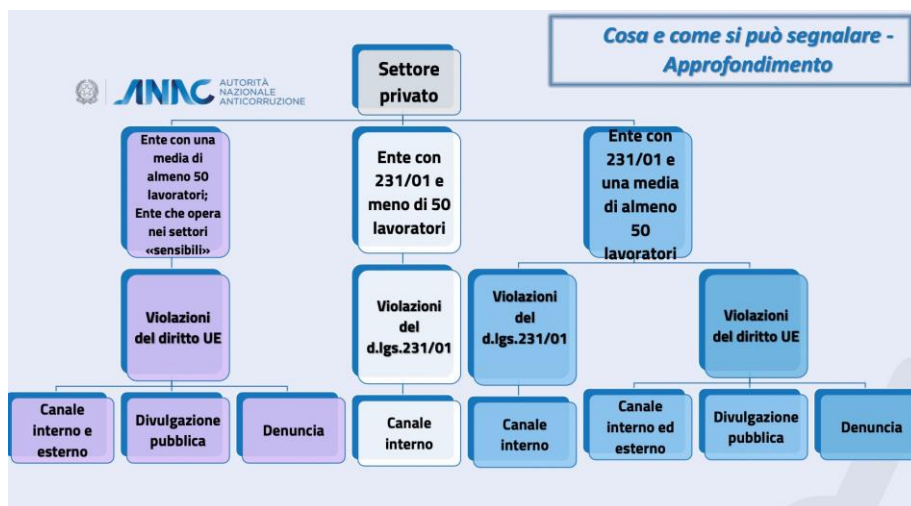 Cosa e come si può segnalare -
Approfondimento
ANAC
AUTORITÀ
NAZIONALE
ANTICORRUZIONE
Settore
privato
Ente con una
media di
almeno 50
lavoratori;
Ente che opera
nei settori
«sensibili»
Ente con
231/01 e
meno di 50
lavoratori
Ente con
231/01 e
una media
di almeno
50
lavoratori
Violazioni
del diritto UE
Violazioni
del
d.lgs.231/01
Violazioni
del
d.lgs.231/01
Violazioni
del diritto UE
Canale
interno e
esterno
Divulgazione
pubblica
Denuncia
Canale
interno
Canale
interno
Canale
interno ed
esterno
Divulgazione
pubblica
Denuncia